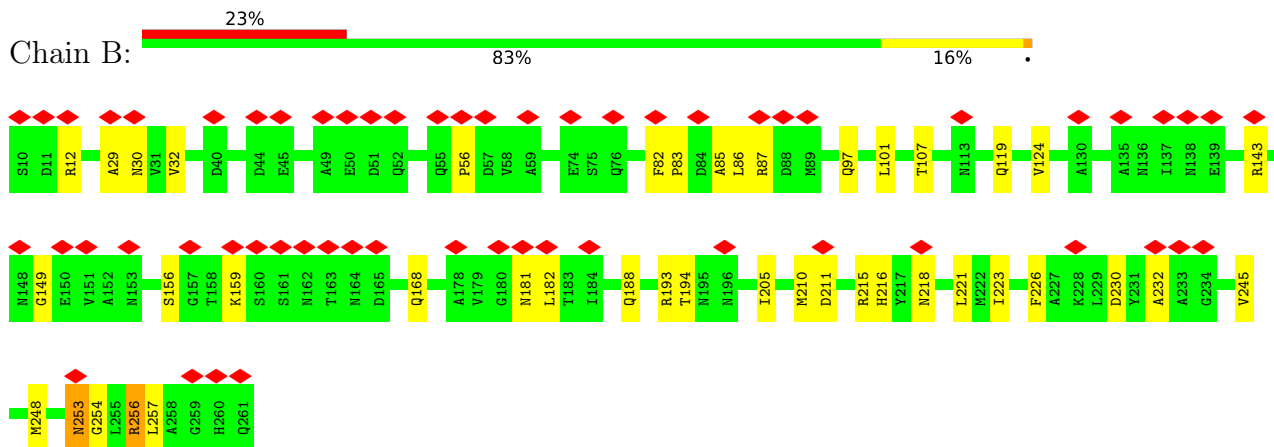 23%
Chain B:
83% 16% •
S10 D11 R12 A29 N30 V31 V32 D40 D44 E45 A49 E50 D51 Q52 Q55 P56 D57 V58 A59 E74 S75 Q76 F82 P83 D84 A85 L86 R87 D88 M89 Q97 L101 T107 N113 Q119 V124 A130 A135 N136 I137 N138 E139 R143
N148 G149 E150 V151 A152 N153 S156 G157 T158 K159 S160 S161 N162 T163 N164 D165 Q168 A178 V179 G180 N181 L182 T183 I184 Q188 R193 T194 N195 N196 I205 M210 D211 R215 H216 Y217 N218 L221 M222 I223 F226 A227 K228 L229 D230 Y231 A232 A233 G234 V245
M248 N253 G254 L255 R256 L257 A258 G259 H260 Q261